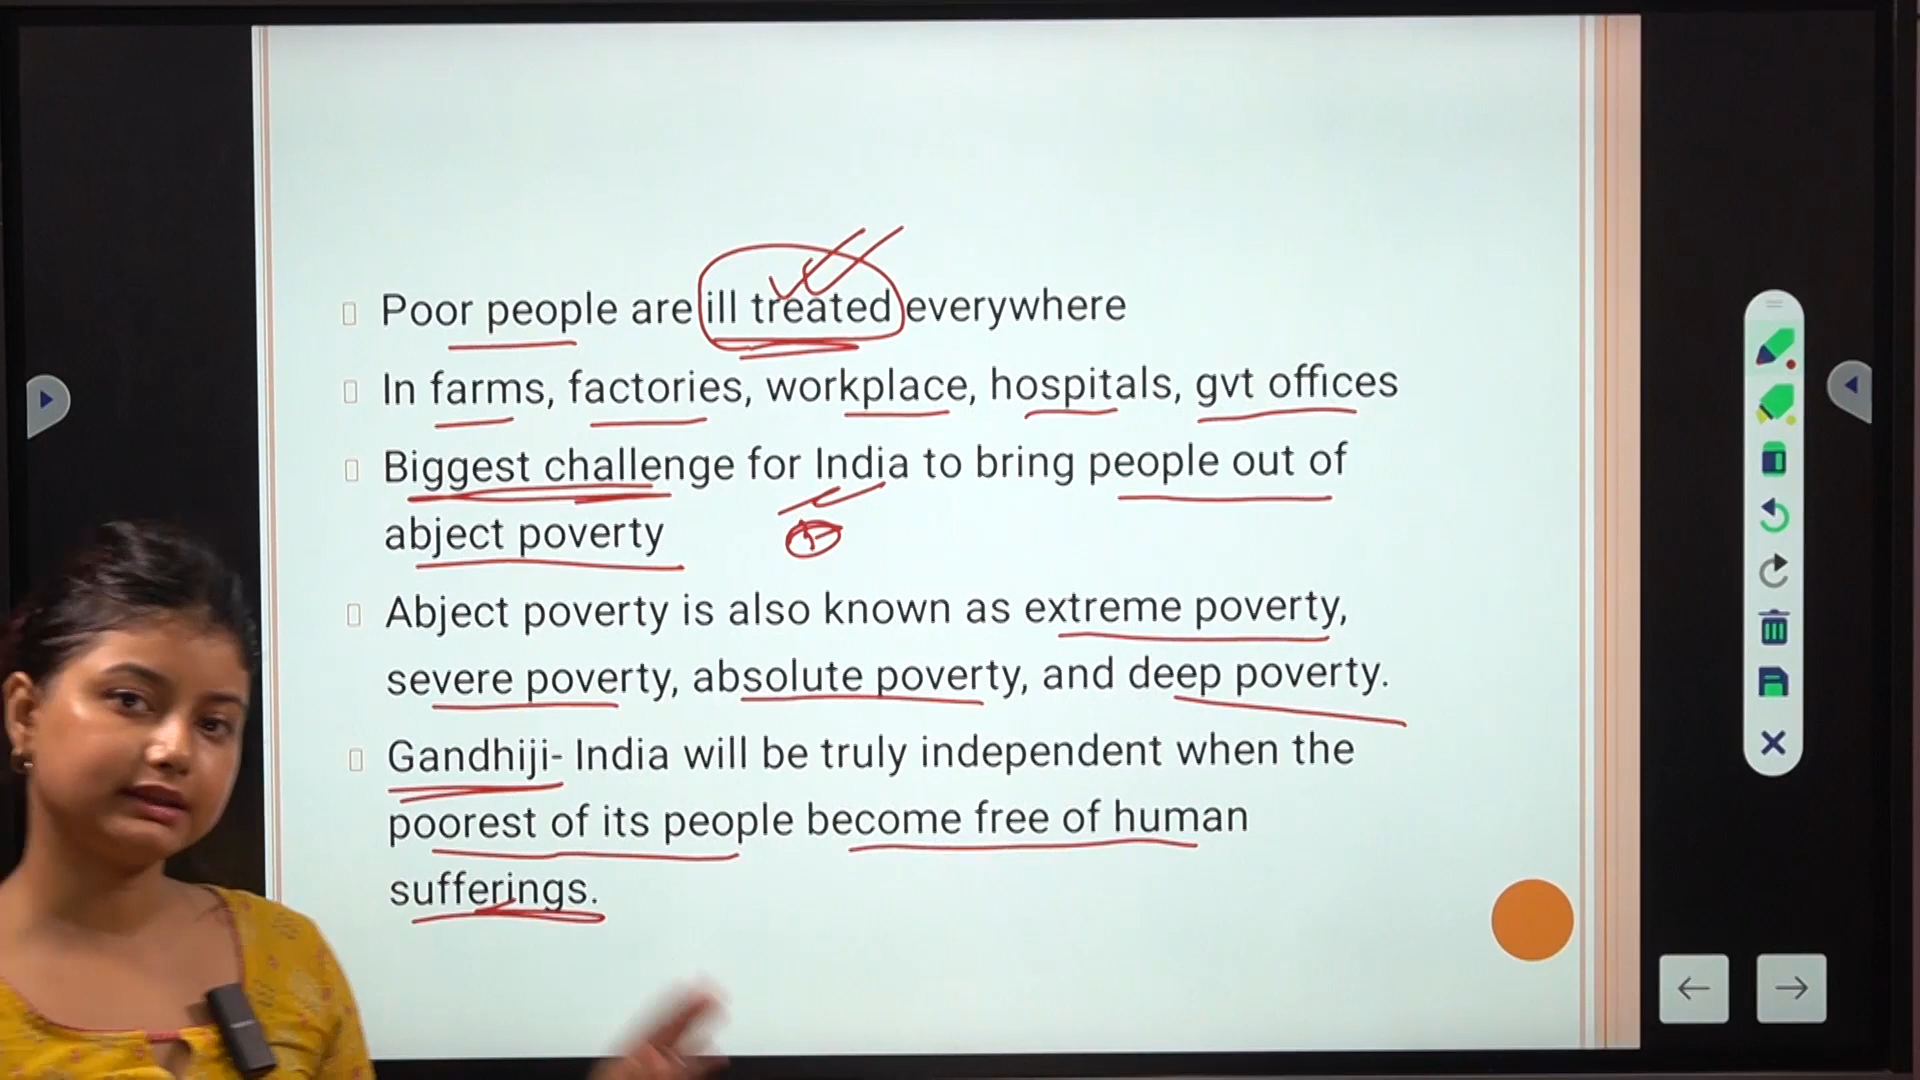 Poor people are ill treated everywhere
In farms, factories, workplace, hospitals, gvt offices
Biggest challenge for India to bring people out of
abject poverty
Abject poverty is also known as extreme poverty,
severe poverty, absolute poverty, and deep poverty.
Gandhiji- India will be truly independent when the
poorest of its people become free of human
sufferings.